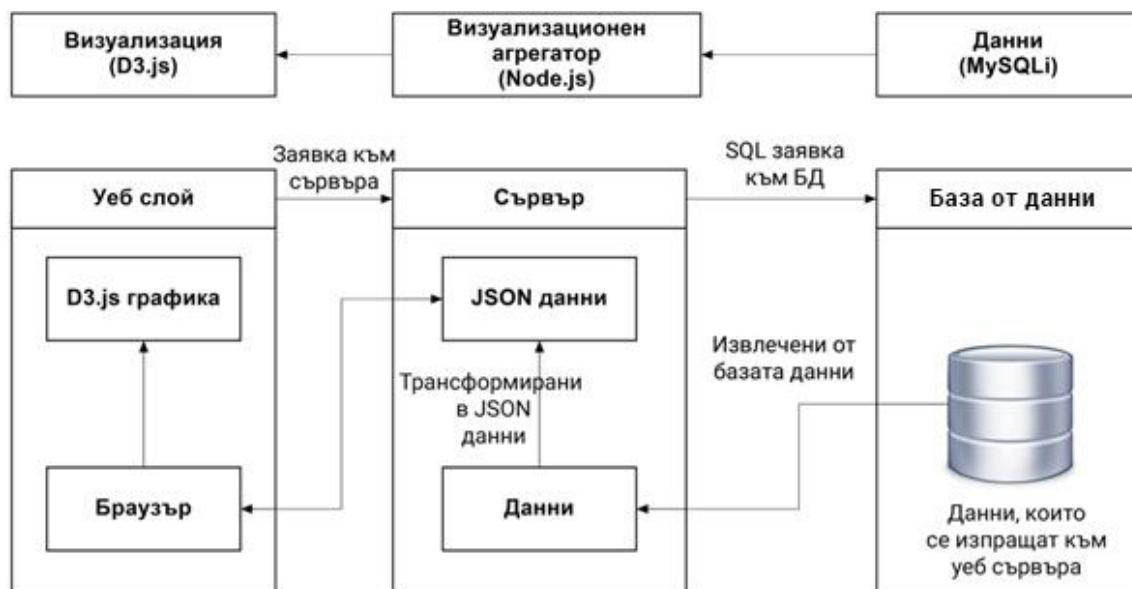 Визуализация
(D3.js)
Визуализационен
агрегатор
(Node.js)
Данни
(MySQLi)
Заявка към
сървъра
SQL заявка
към БД
Уеб слой
Сървър
База от данни
D3.js графика
JSON данни
Извлечени от
базата данни
Трансформирани
в JSON
данни
Браузър
Данни
Данни, които
се изпращат към
уеб сървъра